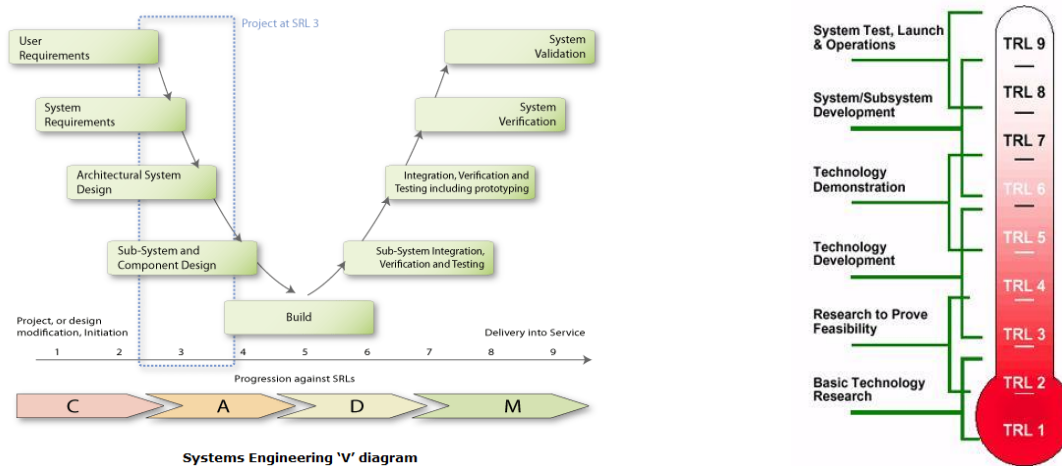 Project at SRL 3
User
Requirements
System
Requirements
Architectural System
Design
Sub-System and
Component Design
Build
Sub-System Integration,
Verification and Testing
Integration, Verification and
Testing including prototyping
System
Verification
System
Validation
Project, or design
modification, Initiation
Delivery into Service
1 2 3 4 5 6 7 8 9
Progression against SRLs
C A D M
Systems Engineering ‘V’ diagram
System Test, Launch
& Operations
System/Subsystem
Development
Technology
Demonstration
Technology
Development
Research to Prove
Feasibility
Basic Technology
Research
TRL 9
TRL 8
TRL 7
TRL 6
TRL 5
TRL 4
TRL 3
TRL 2
TRL 1